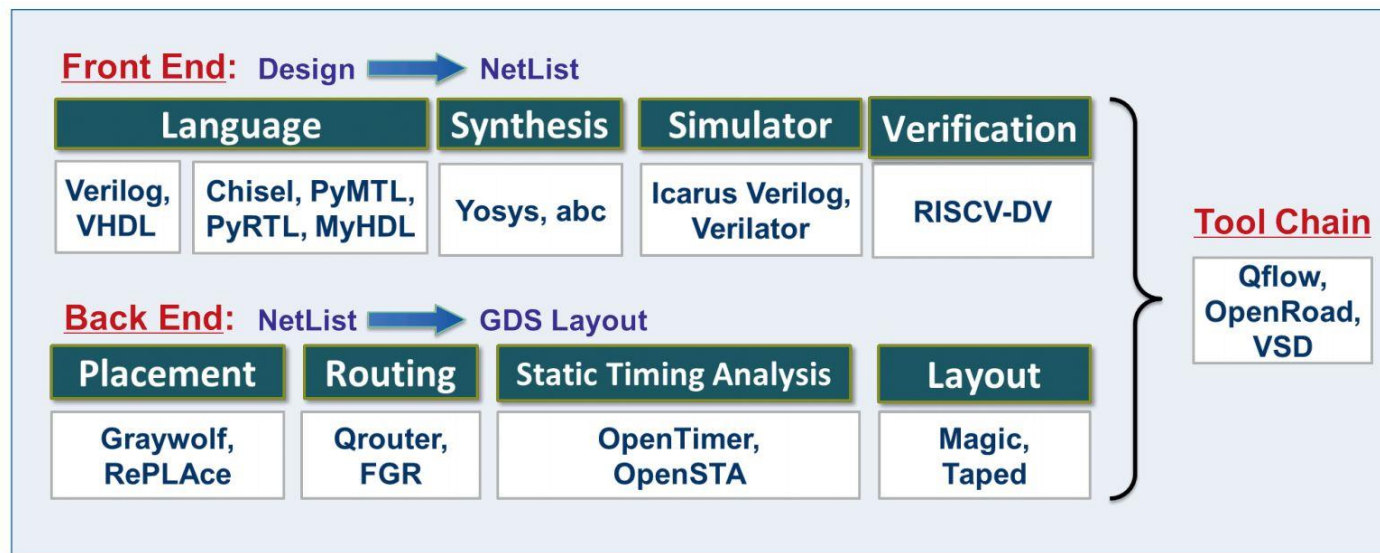 Front End: Design NetList
Language Synthesis Simulator Verification
Verilog,
VHDL
Chisel, PyMTL,
PyRTL, MyHDL
Yosys, abc
Icarus Verilog,
Verilator
RISCV-DV
Back End: NetList GDS Layout
Placement Routing Static Timing Analysis Layout
Graywolf,
RePLAce
Qrouter,
FGR
OpenTimer,
OpenSTA
Magic,
Taped
Tool Chain
Qflow,
OpenRoad,
VSD